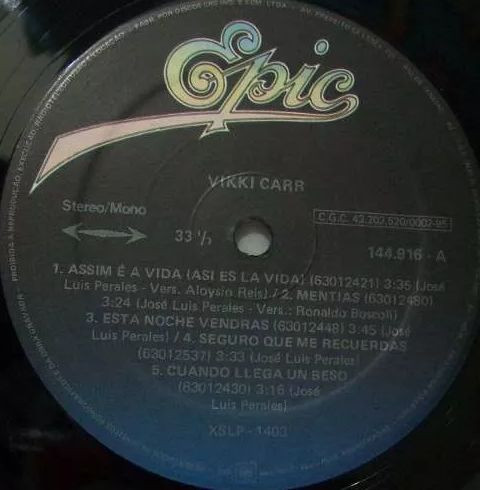 Epic
VIKKI CARR
Stereo/Mono
33 1/3
C.G.C. 43.202.520/0002-95
144.916 - A
1. ASSIM É A VIDA (ASI ES LA VIDA) (63012421) 3:35 (José
Luis Perales - Vers. Aloysio Reis) / 2. MENTIAS (63012480)
3:24 (José Luis Perales - Vers.: Ronaldo Boscoli)
3. ESTA NOCHE VENDRAS (63012448) 3:45 (José
Luis Perales) / 4. SEGURO QUE ME RECUERDAS
(63012537) 3:33 (José Luis Perales)
5. CUANDO LLEGA UN BESO
(63012430) 3:16 (José
Luis Perales)
XSLP - 1403